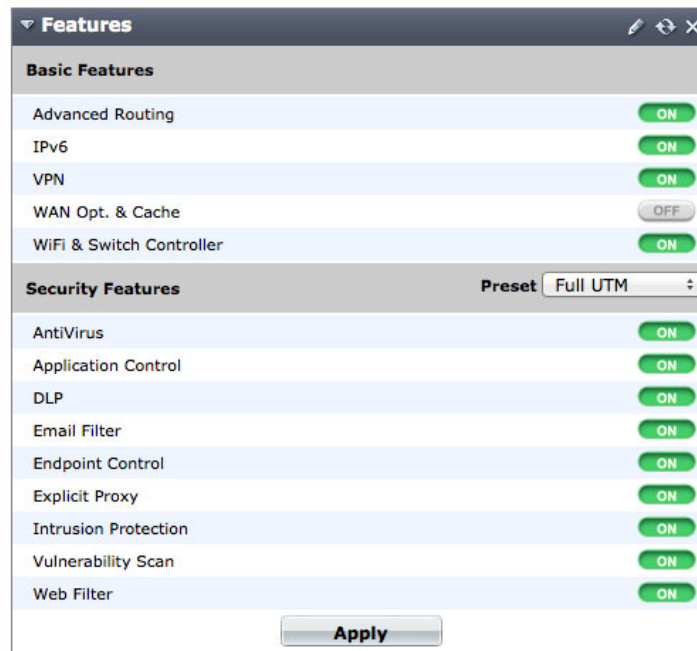 Features
Basic Features
Advanced Routing ON
IPv6 ON
VPN ON
WAN Opt. & Cache OFF
WiFi & Switch Controller ON
Security Features Preset Full UTM
AntiVirus ON
Application Control ON
DLP ON
Email Filter ON
Endpoint Control ON
Explicit Proxy ON
Intrusion Protection ON
Vulnerability Scan ON
Web Filter ON
Apply